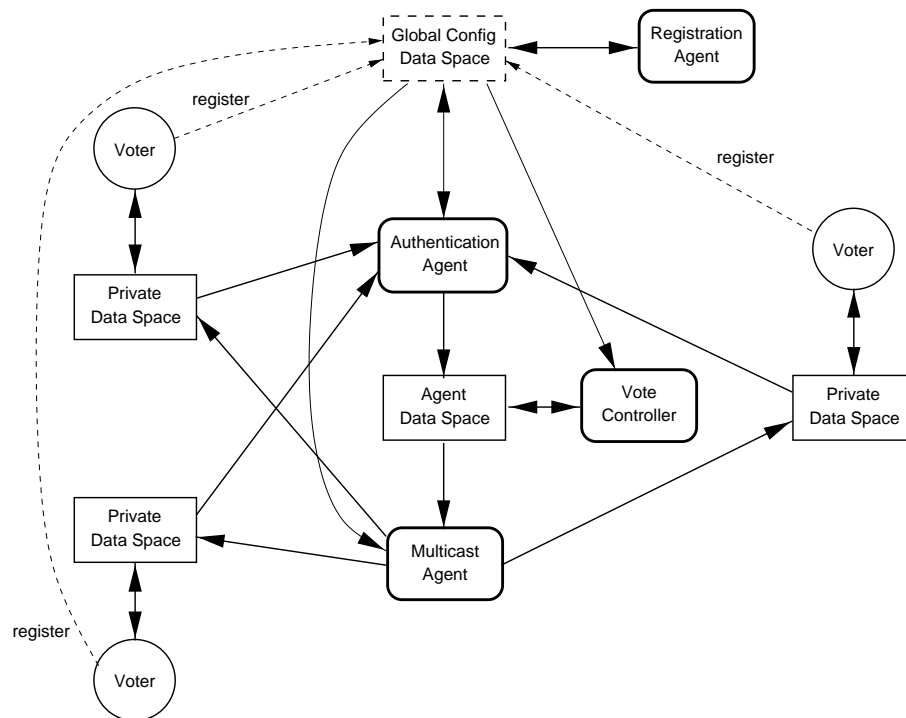 Global Config
Data Space
Registration
Agent
register
Voter
register
Voter
Authentication
Agent
Private
Data Space
Agent
Data Space
Vote
Controller
Private
Data Space
Private
Data Space
Multicast
Agent
register
Voter